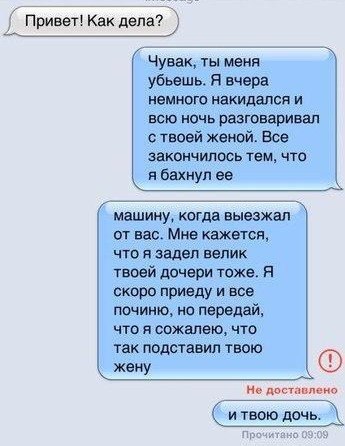 Привет! Как дела?
Чувак, ты меня
убьешь. Я вчера
немного накидался и
всю ночь разговаривал
с твоей женой. Все
закончилось тем, что
я бахнул ее
машину, когда выезжал
от вас. Мне кажется,
что я задел велик
твоей дочери тоже. Я
скоро приеду и все
починю, но передай,
что я сожалею, что
так подставил твою
жену
Не доставлено
и твою дочь.
Прочитано 09:09